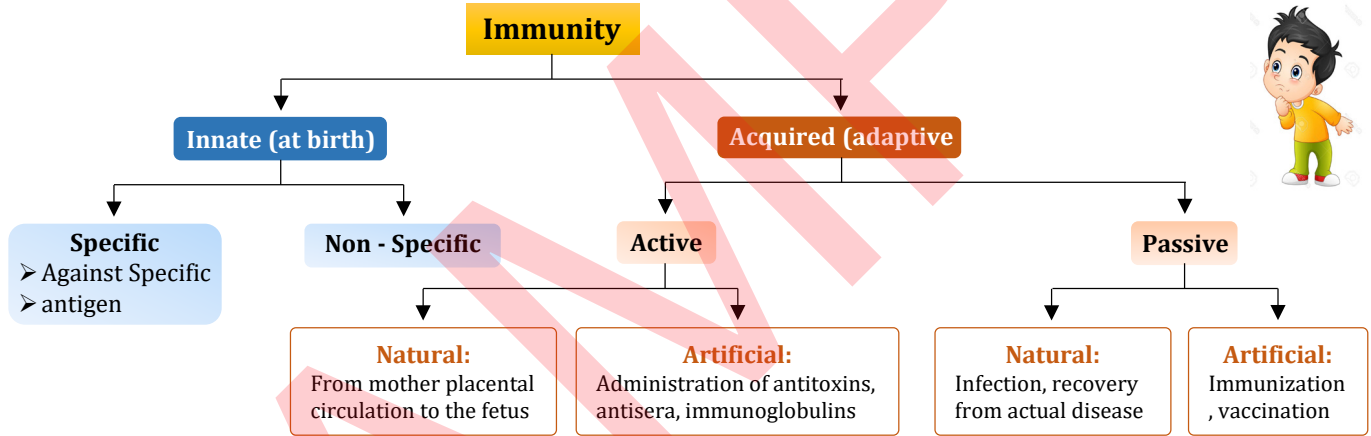 Immunity
Innate (at birth)
Acquired (adaptive
Specific
➢ Against Specific
➢ antigen
Non - Specific
Active
Passive
Natural:
From mother placental
circulation to the fetus
Artificial:
Administration of antitoxins,
antisera, immunoglobulins
Natural:
Infection, recovery
from actual disease
Artificial:
Immunization
, vaccination